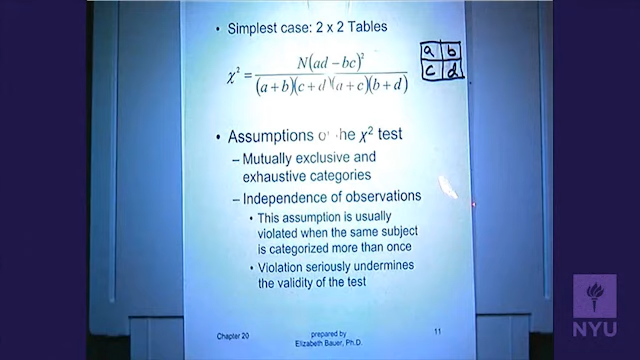 • Simplest case: 2 x 2 Tables
χ² = N(ad – bc)² / (a + b)(c + d)(a + c)(b + d)
a b
c d
• Assumptions of the χ² test
– Mutually exclusive and
exhaustive categories
– Independence of observations
• This assumption is usually
violated when the same subject
is categorized more than once
• Violation seriously undermines
the validity of the test
Chapter 20
prepared by
Elizabeth Bauer, Ph.D.
11
NYU